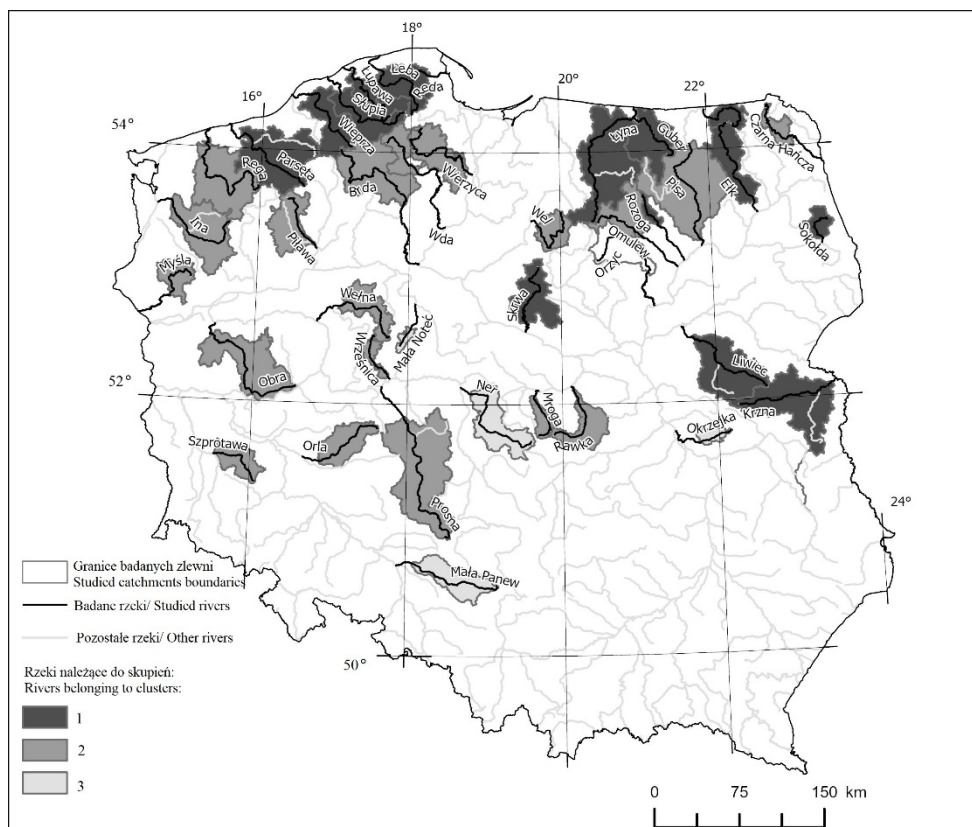 18°
16°
20°
22°
54°
Łeba
Łupawa
Reda
Słupia
Wieprza
Parsęta
Rega
Wierzyca
Brda
Wda
Ina
Piława
Myśla
Łyna
Guber
Pisa
Ełk
Czarna Hańcza
Rozoga
Omulew
Orzyc
Wel
Sokołda
Skrwa
Wełna
Mała Noteć
Wrześnica
Obra
52°
Ner
Mroga
Rawka
Liwiec
Krzna
Okrzejka
Szprotawa
Orla
Prosna
24°
Mała Panew
50°
Granice badanych zlewni
Studied catchments boundaries
Badane rzeki/ Studied rivers
Pozostałe rzeki/ Other rivers
Rzeki należące do skupień:
Rivers belonging to clusters:
1
2
3
0 75 150 km